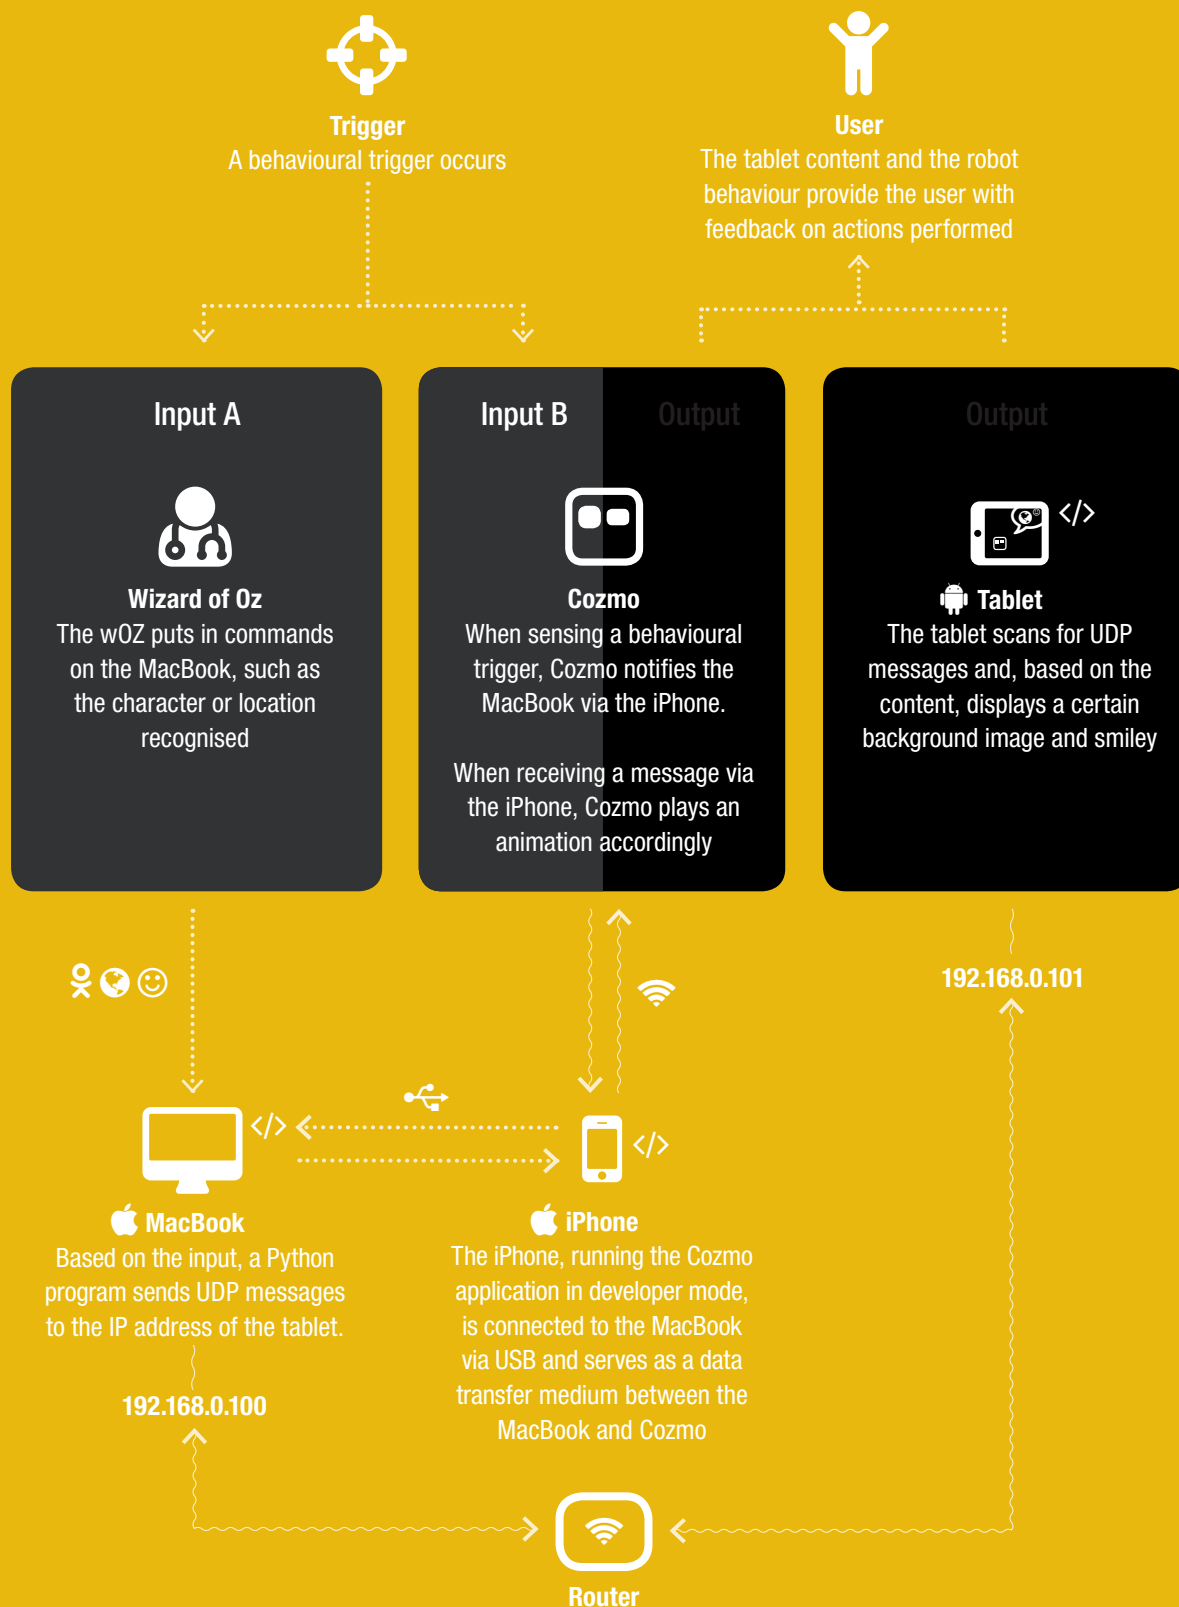 Trigger
A behavioural trigger occurs
User
The tablet content and the robot
behaviour provide the user with
feedback on actions performed
Input A
Wizard of Oz
The wOZ puts in commands
on the MacBook, such as
the character or location
recognised
Input B
Output
Cozmo
When sensing a behavioural
trigger, Cozmo notifies the
MacBook via the iPhone.
When receiving a message via
the iPhone, Cozmo plays an
animation accordingly
Output
</>
Tablet
The tablet scans for UDP
messages and, based on the
content, displays a certain
background image and smiley
192.168.0.101
</>
MacBook
Based on the input, a Python
program sends UDP messages
to the IP address of the tablet.
192.168.0.100
</>
iPhone
The iPhone, running the Cozmo
application in developer mode,
is connected to the MacBook
via USB and serves as a data
transfer medium between the
MacBook and Cozmo
Router